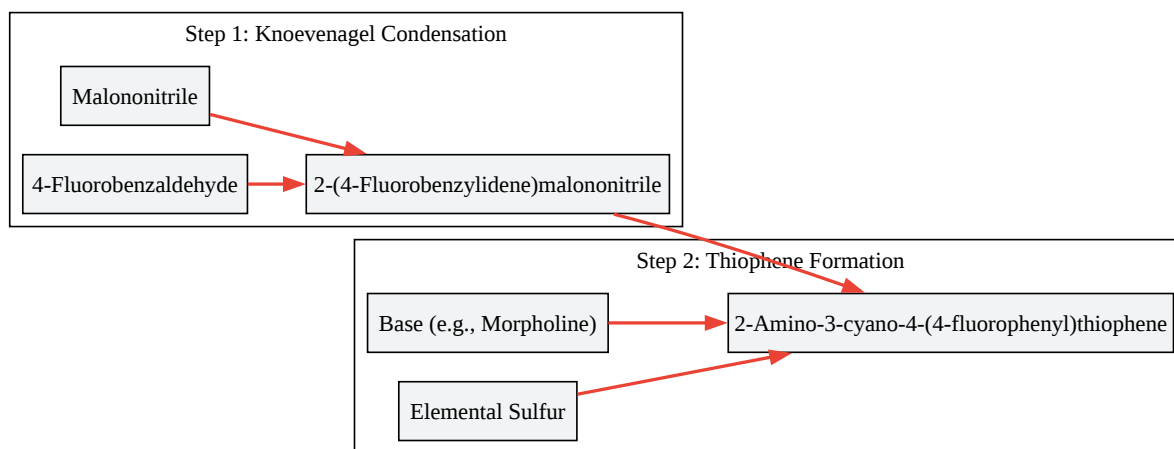 Step 1: Knoevenagel Condensation
Malononitrile
4-Fluorobenzaldehyde
2-(4-Fluorobenzylidene)malononitrile
Step 2: Thiophene Formation
Base (e.g., Morpholine)
2-Amino-3-cyano-4-(4-fluorophenyl)thiophene
Elemental Sulfur